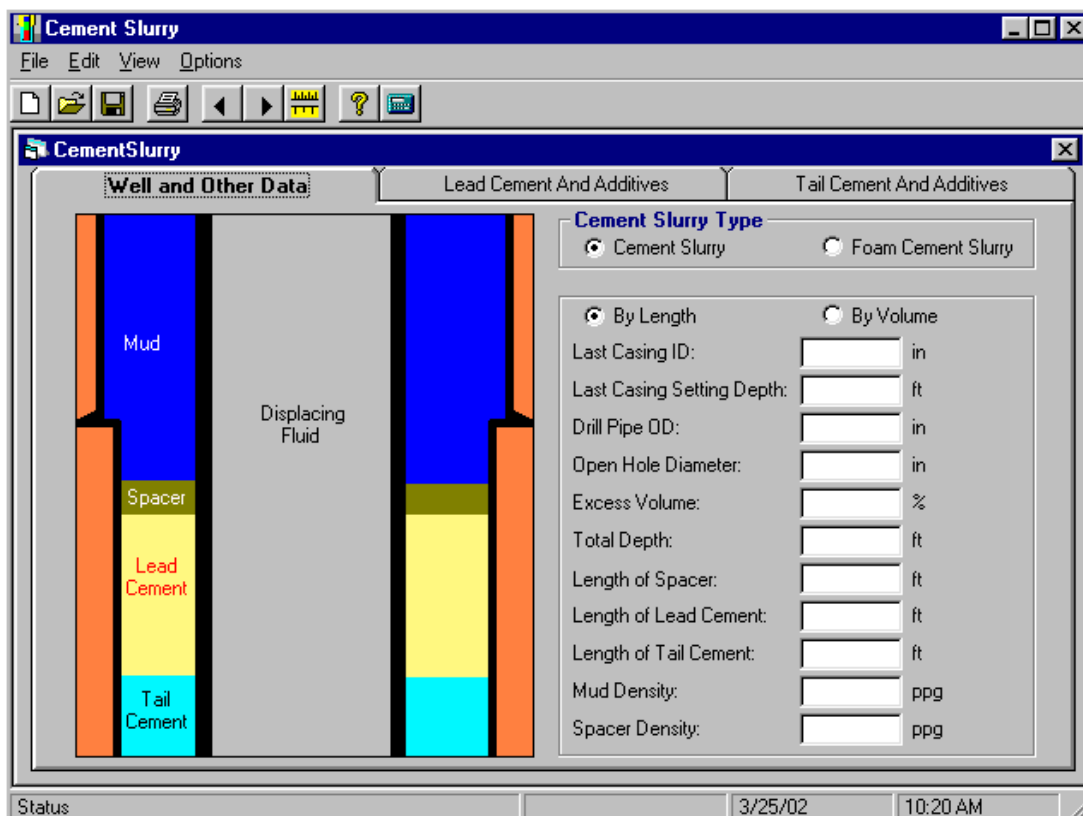 Cement Slurry
File Edit View Options
CementSlurry
Well and Other Data
Lead Cement And Additives
Tail Cement And Additives
Mud
Spacer
Lead
Cement
Tail
Cement
Displacing
Fluid
Cement Slurry Type
Cement Slurry
Foam Cement Slurry
By Length
By Volume
Last Casing ID: in
Last Casing Setting Depth: ft
Drill Pipe OD: in
Open Hole Diameter: in
Excess Volume: %
Total Depth: ft
Length of Spacer: ft
Length of Lead Cement: ft
Length of Tail Cement: ft
Mud Density: ppg
Spacer Density: ppg
Status
3/25/02
10:20 AM